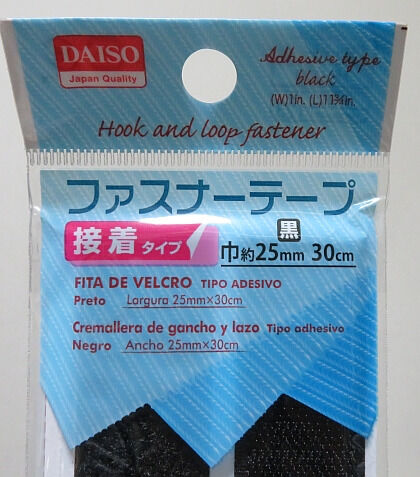 DAISO
Japan Quality
Adhesive type
black
(W)1in. (L)11¾in.
Hook and loop fastener
ファスナーテープ
接着タイプ
黒
巾約25mm 30cm
FITA DE VELCRO TIPO ADESIVO
Preto Largura 25mm×30cm
Cremallera de gancho y lazo Tipo adhesivo
Negro Ancho 25mm×30cm